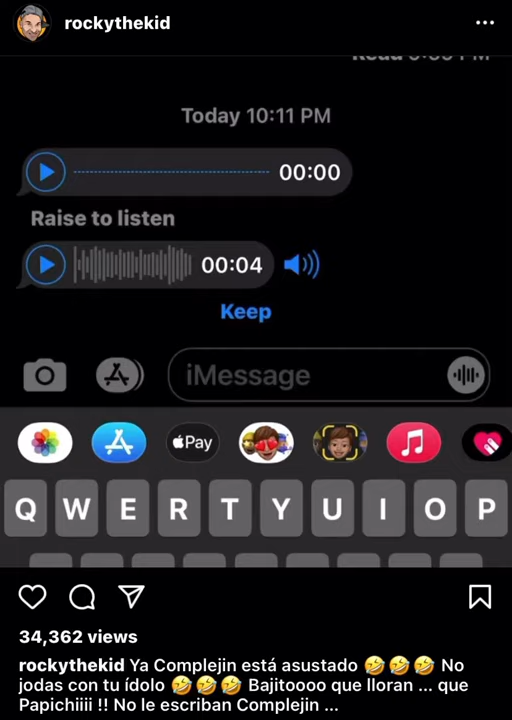 rockythekid
Today 10:11 PM
00:00
Raise to listen
00:04
Keep
iMessage
Pay
Q W E R T Y U I O P
34,362 views
rockythekid Ya Complejin está asustado 🤣🤣🤣 No
jodas con tu ídolo 🤣🤣🤣 Bajitoooo que lloran ... que
Papichiiii !! No le escriban Complejin ...